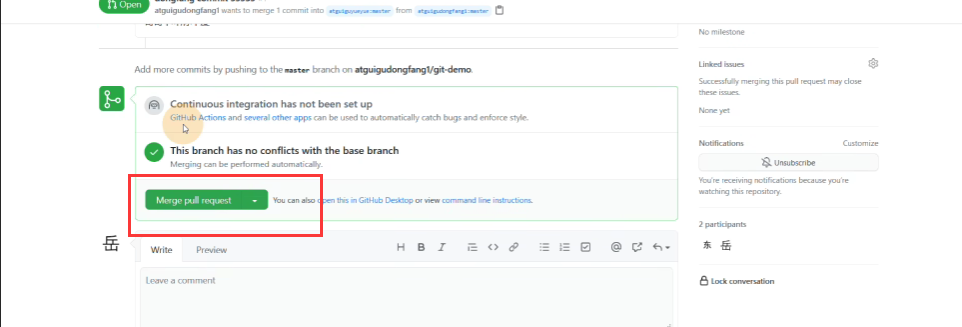 Open
atguigudongfang1 wants to merge 1 commit into atguiguyueyue:master from atguigudongfang1:master
No milestone
Add more commits by pushing to the master branch on atguigudongfang1/git-demo.
Linked issues
Successfully merging this pull request may close
these issues.
None yet
Continuous integration has not been set up
GitHub Actions and several other apps can be used to automatically catch bugs and enforce style.
This branch has no conflicts with the base branch
Merging can be performed automatically.
Notifications
Customize
Unsubscribe
You're receiving notifications because you're
watching this repository.
Merge pull request
You can also open this in GitHub Desktop or view command line instructions.
2 participants
东 岳
岳
Write
Preview
H B I
Leave a comment
Lock conversation